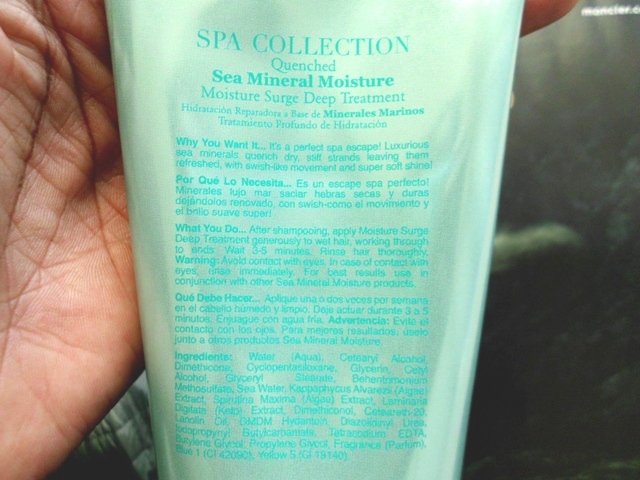 mancler.co
SPA COLLECTION
Quenched
Sea Mineral Moisture
Moisture Surge Deep Treatment
Hidratación Reparadora a Base de Minerales Marinos
Tratamiento Profundo de Hidratación
Why You Want It... It's a perfect spa escape! Luxurious
sea minerals quench dry, stiff strands leaving them
refreshed, with swish-like movement and super soft shine!
Por Qué Lo Necesita... Es un escape spa perfecto!
Minerales lujo mar saciar hebras secas y duras
dejándolos renovado, con swish-como el movimiento y
el brillo suave super!
What You Do... After shampooing, apply Moisture Surge
Deep Treatment generously to wet hair, working through
to ends. Wait 3-5 minutes. Rinse hair thoroughly.
Warning: Avoid contact with eyes. In case of contact with
eyes, rinse immediately. For best results use in
conjunction with other Sea Mineral Moisture products.
Qué Debe Hacer... Aplique una o dos veces por semana
en el cabello húmedo y limpio. Deje actuar durante 3 a 5
minutos. Enjuague con agua fría. Advertencia: Evite el
contacto con los ojos. Para mejores resultados, úselo
junto a otros productos Sea Mineral Moisture.
Ingredients: Water (Aqua), Cetearyl Alcohol,
Dimethicone, Cyclopentasiloxane, Glycerin, Cetyl
Alcohol, Glyceryl Stearate, Behentrimonium
Methosulfate, Sea Water, Kappaphycus Alvarezii (Algae)
Extract, Spirulina Maxima (Algae) Extract, Laminaria
Digitata (Kelp) Extract, Dimethiconol, Ceteareth-20,
Lanolin Oil, DMDM Hydantoin, Diazolidinyl Urea,
Iodopropynyl Butylcarbamate, Tetrasodium EDTA,
Butylene Glycol, Propylene Glycol, Fragrance (Parfum),
Blue 1 (CI 42090), Yellow 5 (CI 19140).